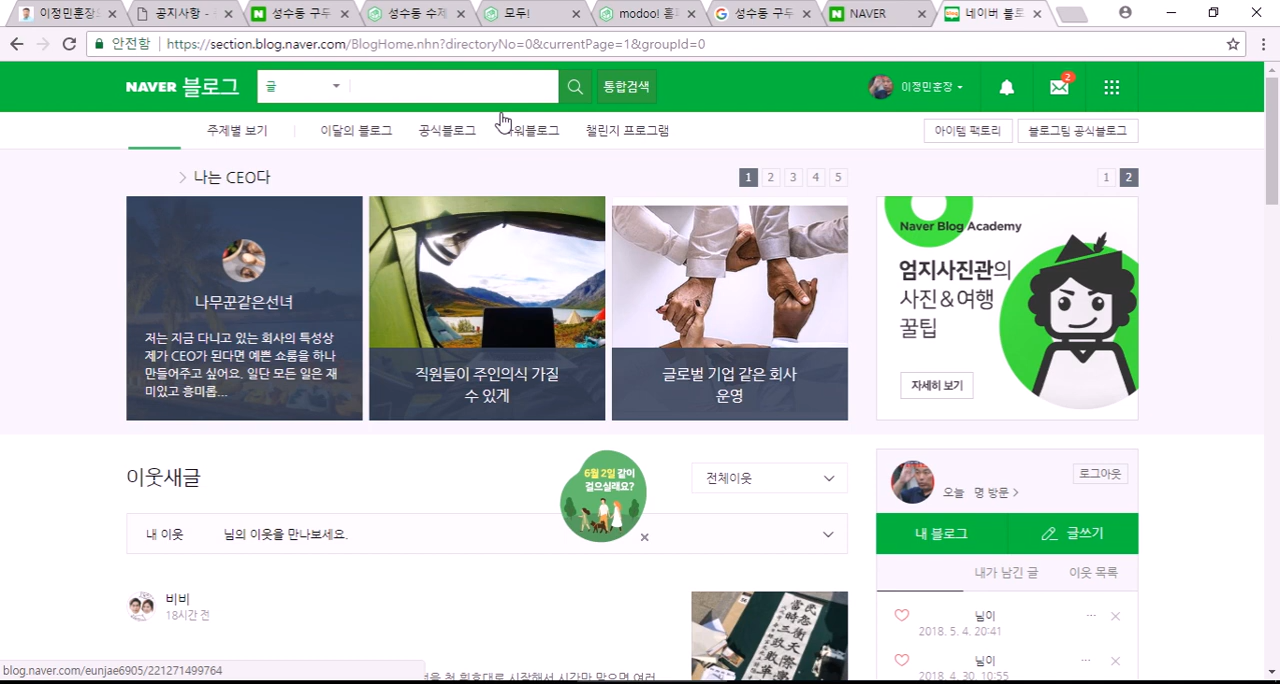 이정민훈장
공지사항 -
성수동 구두
성수동 수제
모두!
modoo! 홈
성수동 구두
NAVER
네이버 블로
안전함
https://section.blog.naver.com/BlogHome.nhn?directoryNo=0&currentPage=1&groupId=0
NAVER 블로그
글
통합검색
이정민훈장
2
주제별 보기
이달의 블로그
공식블로그
워블로그
챌린지 프로그램
아이템 팩토리
블로그팀 공식블로그
나는 CEO다
1 2 3 4 5
1 2
나무꾼같은선녀
저는 지금 다니고 있는 회사의 특성상
제가 CEO가 된다면 예쁜 쇼룸을 하나
만들어주고 싶어요. 일단 모든 일은 재
미있고 흥미롭...
직원들이 주인의식 가질
수 있게
글로벌 기업 같은 회사
운영
Naver Blog Academy
엄지사진관의
사진&여행
꿀팁
자세히 보기
이웃새글
6월 2일 같이
걸으실래요?
전체이웃
내 이웃
님의 이웃을 만나보세요.
로그아웃
오늘 명 방문
내 블로그
글쓰기
내가 남긴 글
이웃 목록
비비
18시간 전
님이
2018. 5. 4. 20:41
님이
2018. 4. 30. 10:55
blog.naver.com/eunjae6905/221271499764